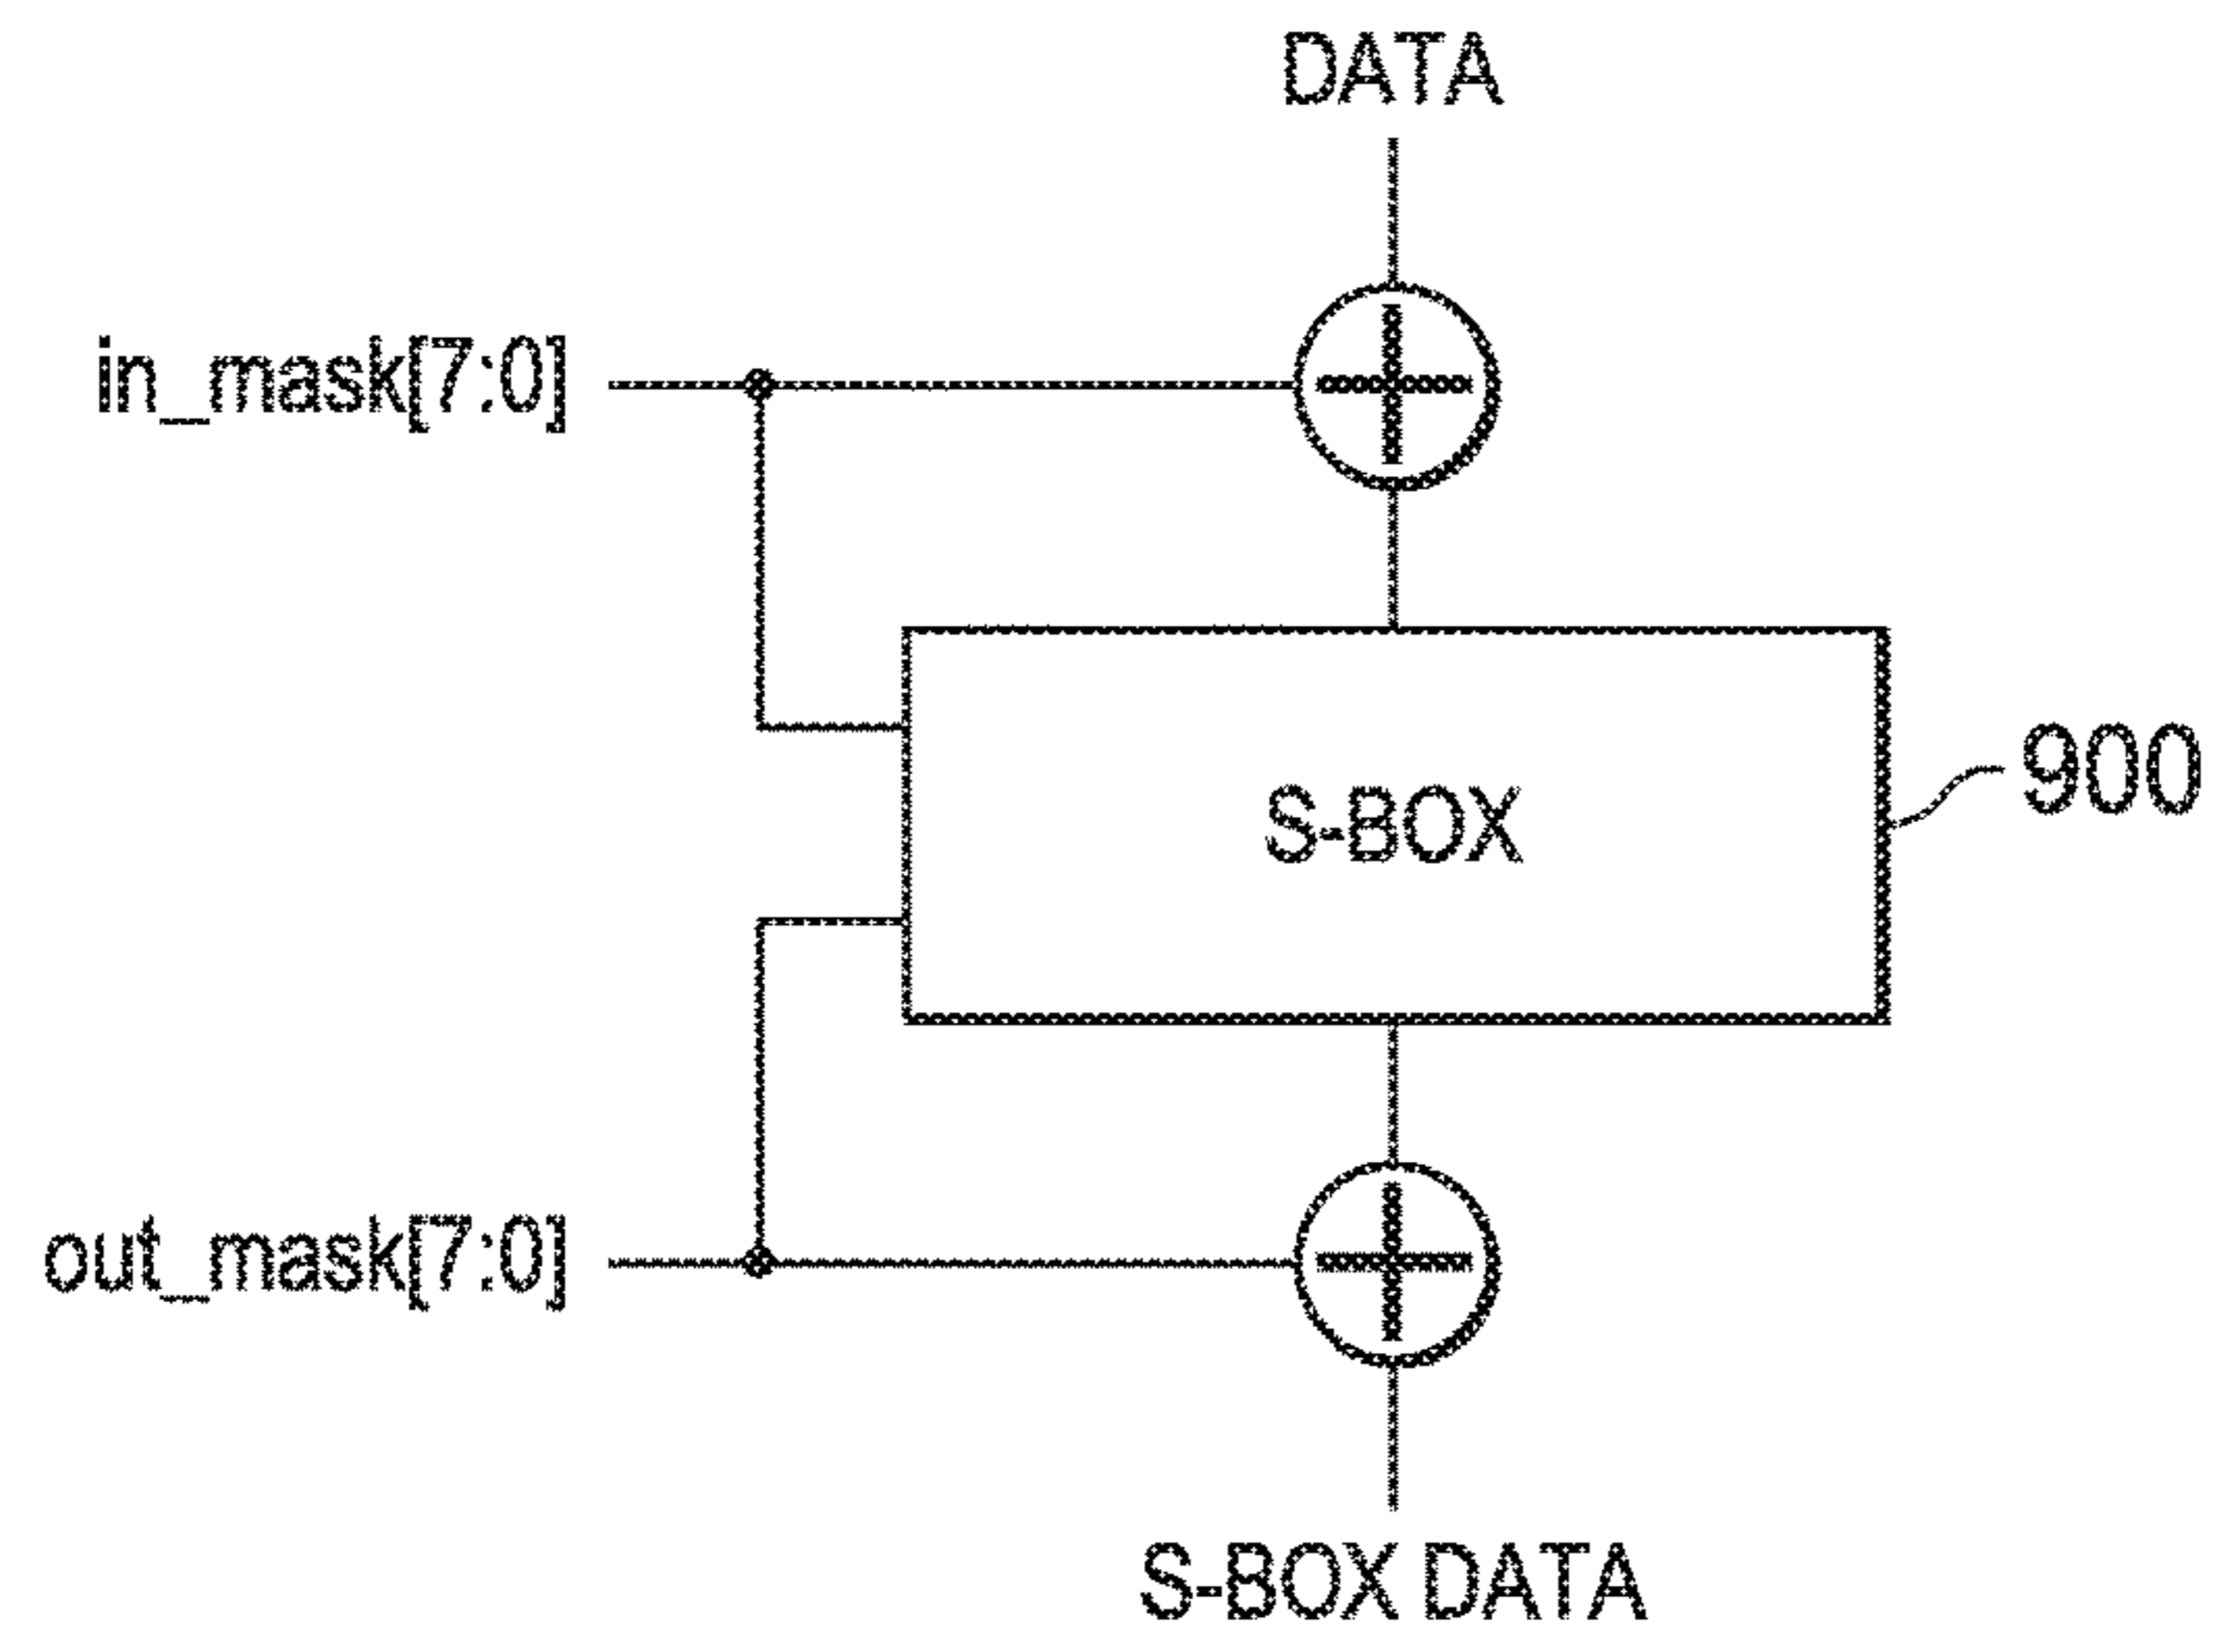 DATA
in_mask[7:0]
S-BOX
900
out_mask[7:0]
S-BOX DATA